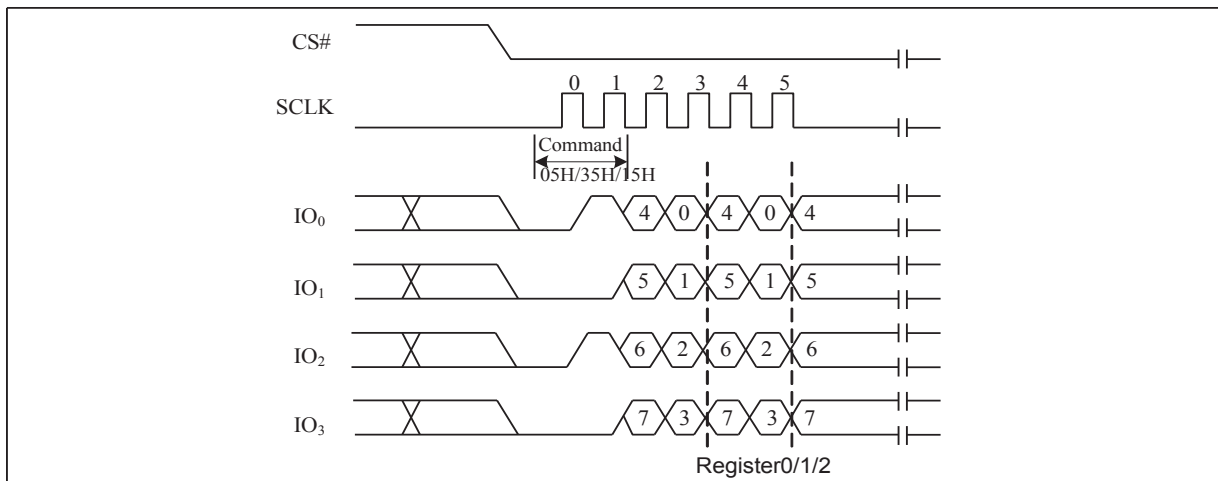 CS#
0 1 2 3 4 5
SCLK
Command
05H/35H/15H
IO₀ 4 0 4 0 4
IO₁ 5 1 5 1 5
IO₂ 6 2 6 2 6
IO₃ 7 3 7 3 7
Register0/1/2